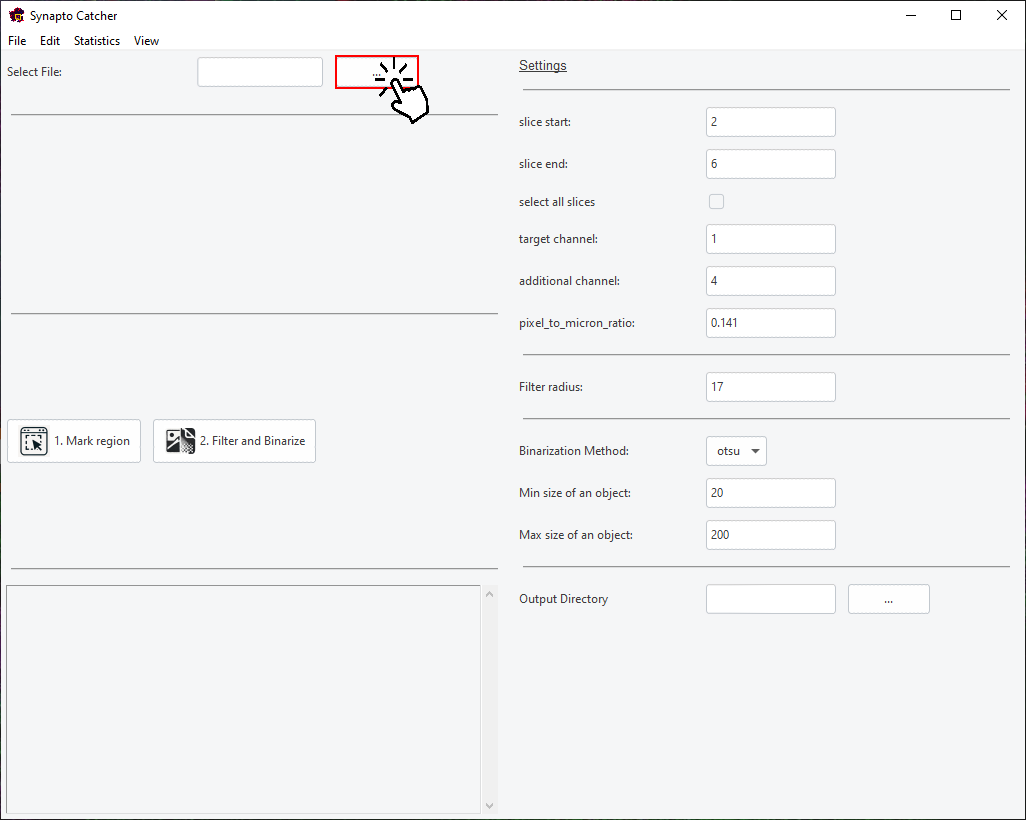 Synapto Catcher
File Edit Statistics View
Select File:
...
1. Mark region
2. Filter and Binarize
Settings
slice start: 2
slice end: 6
select all slices
target channel: 1
additional channel: 4
pixel_to_micron_ratio: 0.141
Filter radius: 17
Binarization Method: otsu
Min size of an object: 20
Max size of an object: 200
Output Directory ...